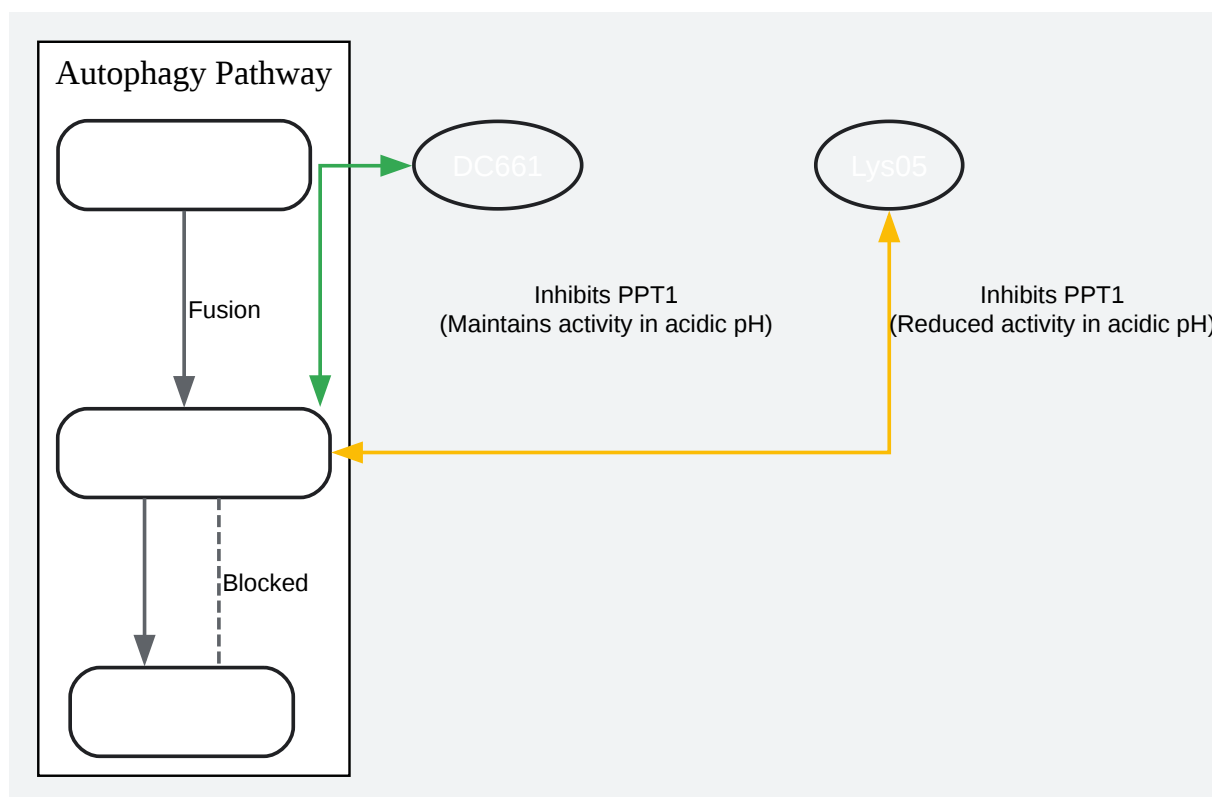 Autophagy Pathway
DC661
Lys05
Inhibits PPT1
(Maintains activity in acidic pH)
Inhibits PPT1
(Reduced activity in acidic pH)
Fusion
Blocked